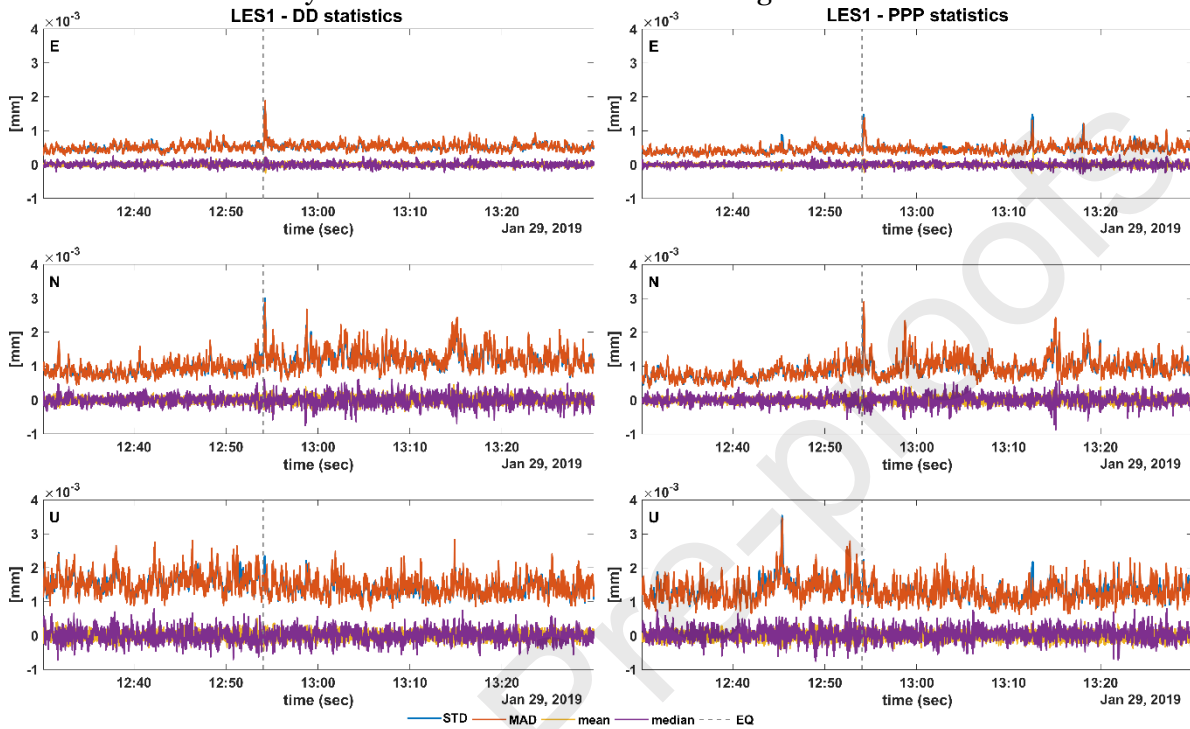 LES1 - DD statistics
LES1 - PPP statistics
×10⁻³
E
4
3
2
1
0
-1
[mm]
12:40 12:50 13:00 13:10 13:20
time (sec)
Jan 29, 2019
×10⁻³
E
4
3
2
1
0
-1
[mm]
12:40 12:50 13:00 13:10 13:20
time (sec)
Jan 29, 2019
×10⁻³
N
4
3
2
1
0
-1
[mm]
12:40 12:50 13:00 13:10 13:20
time (sec)
Jan 29, 2019
×10⁻³
N
4
3
2
1
0
-1
[mm]
12:40 12:50 13:00 13:10 13:20
time (sec)
Jan 29, 2019
×10⁻³
U
4
3
2
1
0
-1
[mm]
12:40 12:50 13:00 13:10 13:20
time (sec)
Jan 29, 2019
×10⁻³
U
4
3
2
1
0
-1
[mm]
12:40 12:50 13:00 13:10 13:20
time (sec)
Jan 29, 2019
STD MAD mean median EQ
Pre-proofs